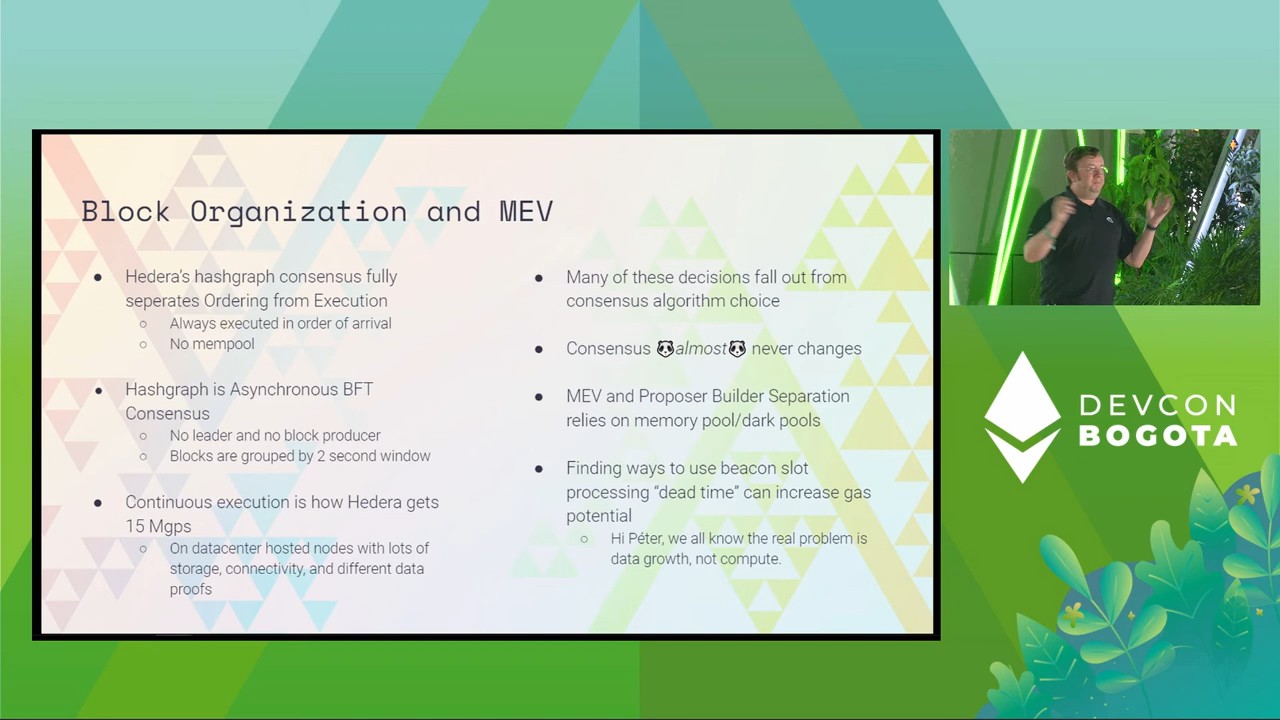 Block Organization and MEV
Hedera's hashgraph consensus fully
seperates Ordering from Execution
Always executed in order of arrival
No mempool
Hashgraph is Asynchronous BFT
Consensus
No leader and no block producer
Blocks are grouped by 2 second window
Continuous execution is how Hedera gets
15 Mgps
On datacenter hosted nodes with lots of
storage, connectivity, and different data
proofs
Many of these decisions fall out from
consensus algorithm choice
Consensus 🐼almost🐼 never changes
MEV and Proposer Builder Separation
relies on memory pool/dark pools
Finding ways to use beacon slot
processing "dead time" can increase gas
potential
Hi Péter, we all know the real problem is
data growth, not compute.
DEVCON
BOGOTA